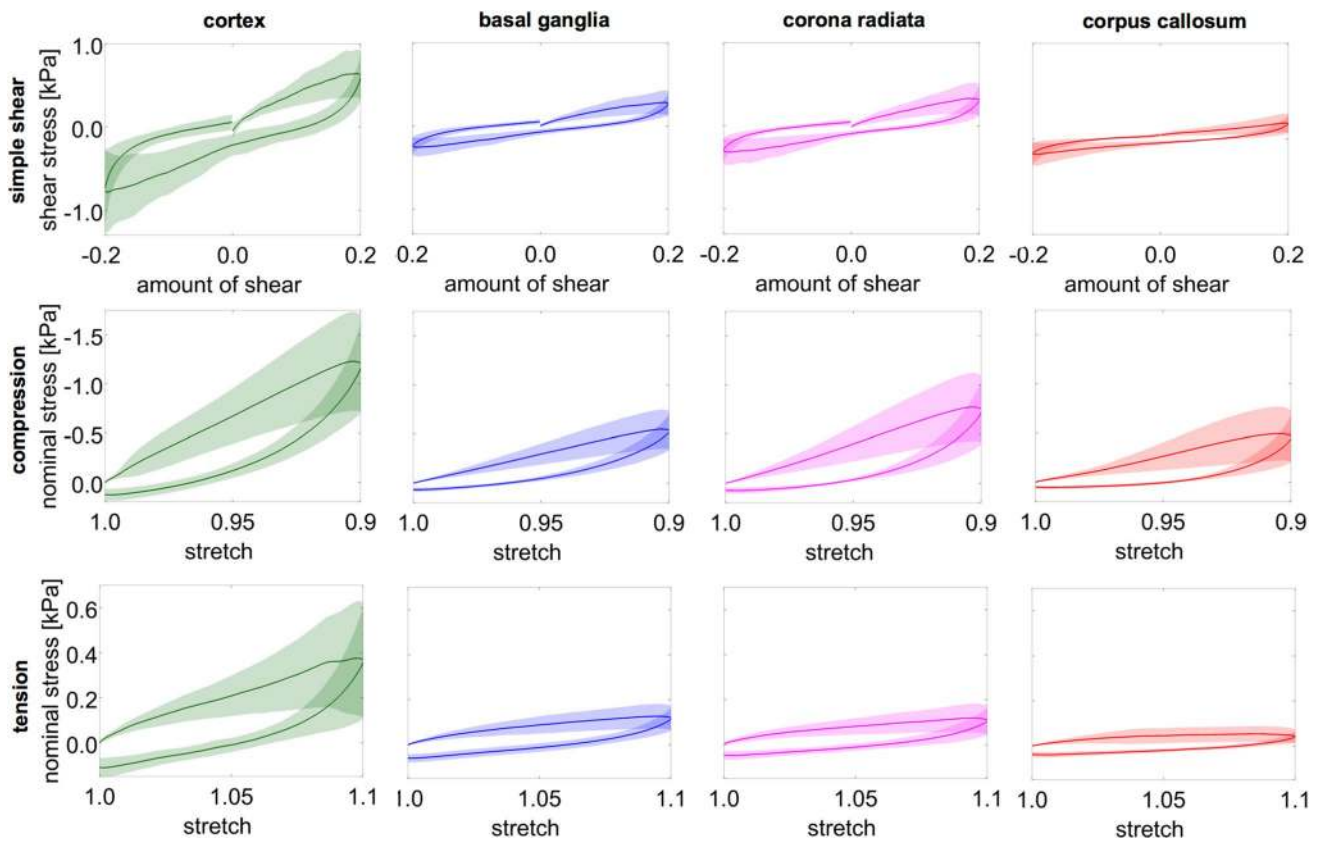 cortex basal ganglia corona radiata corpus callosum
simple shear
shear stress [kPa]
1.0
0.0
-1.0
-0.2 0.0 0.2 -0.2 0.0 0.2 -0.2 0.0 0.2 -0.2 0.0 0.2
amount of shear amount of shear amount of shear amount of shear
compression
nominal stress [kPa]
-1.5
-1.0
-0.5
0.0
1.0 0.95 0.9 1.0 0.95 0.9 1.0 0.95 0.9 1.0 0.95 0.9
stretch stretch stretch stretch
tension
nominal stress [kPa]
0.6
0.4
0.2
0.0
1.0 1.05 1.1 1.0 1.05 1.1 1.0 1.05 1.1 1.0 1.05 1.1
stretch stretch stretch stretch